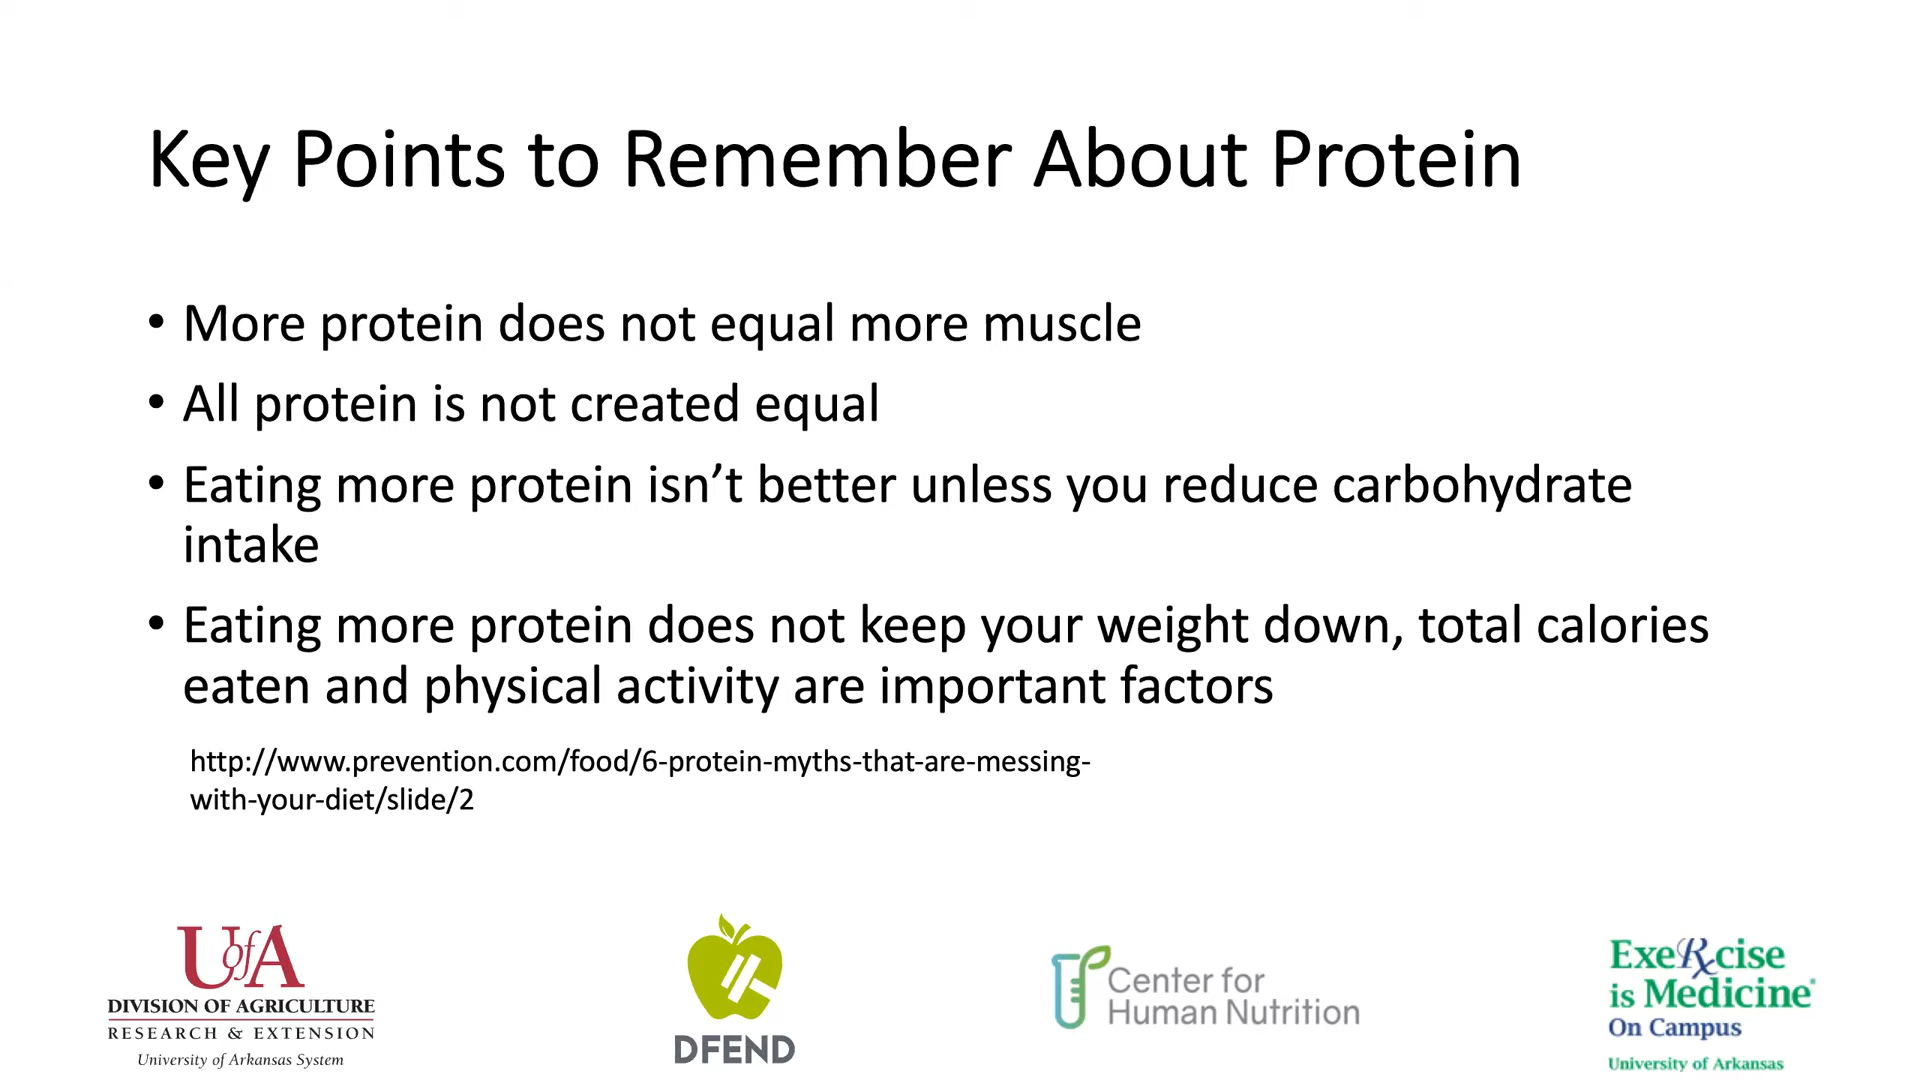 Key Points to Remember About Protein
• More protein does not equal more muscle
• All protein is not created equal
• Eating more protein isn’t better unless you reduce carbohydrate
intake
• Eating more protein does not keep your weight down, total calories
eaten and physical activity are important factors
http://www.prevention.com/food/6-protein-myths-that-are-messing-
with-your-diet/slide/2
UofA
DIVISION OF AGRICULTURE
RESEARCH & EXTENSION
University of Arkansas System
DFEND
Center for
Human Nutrition
ExeRxcise
is Medicine®
On Campus
University of Arkansas